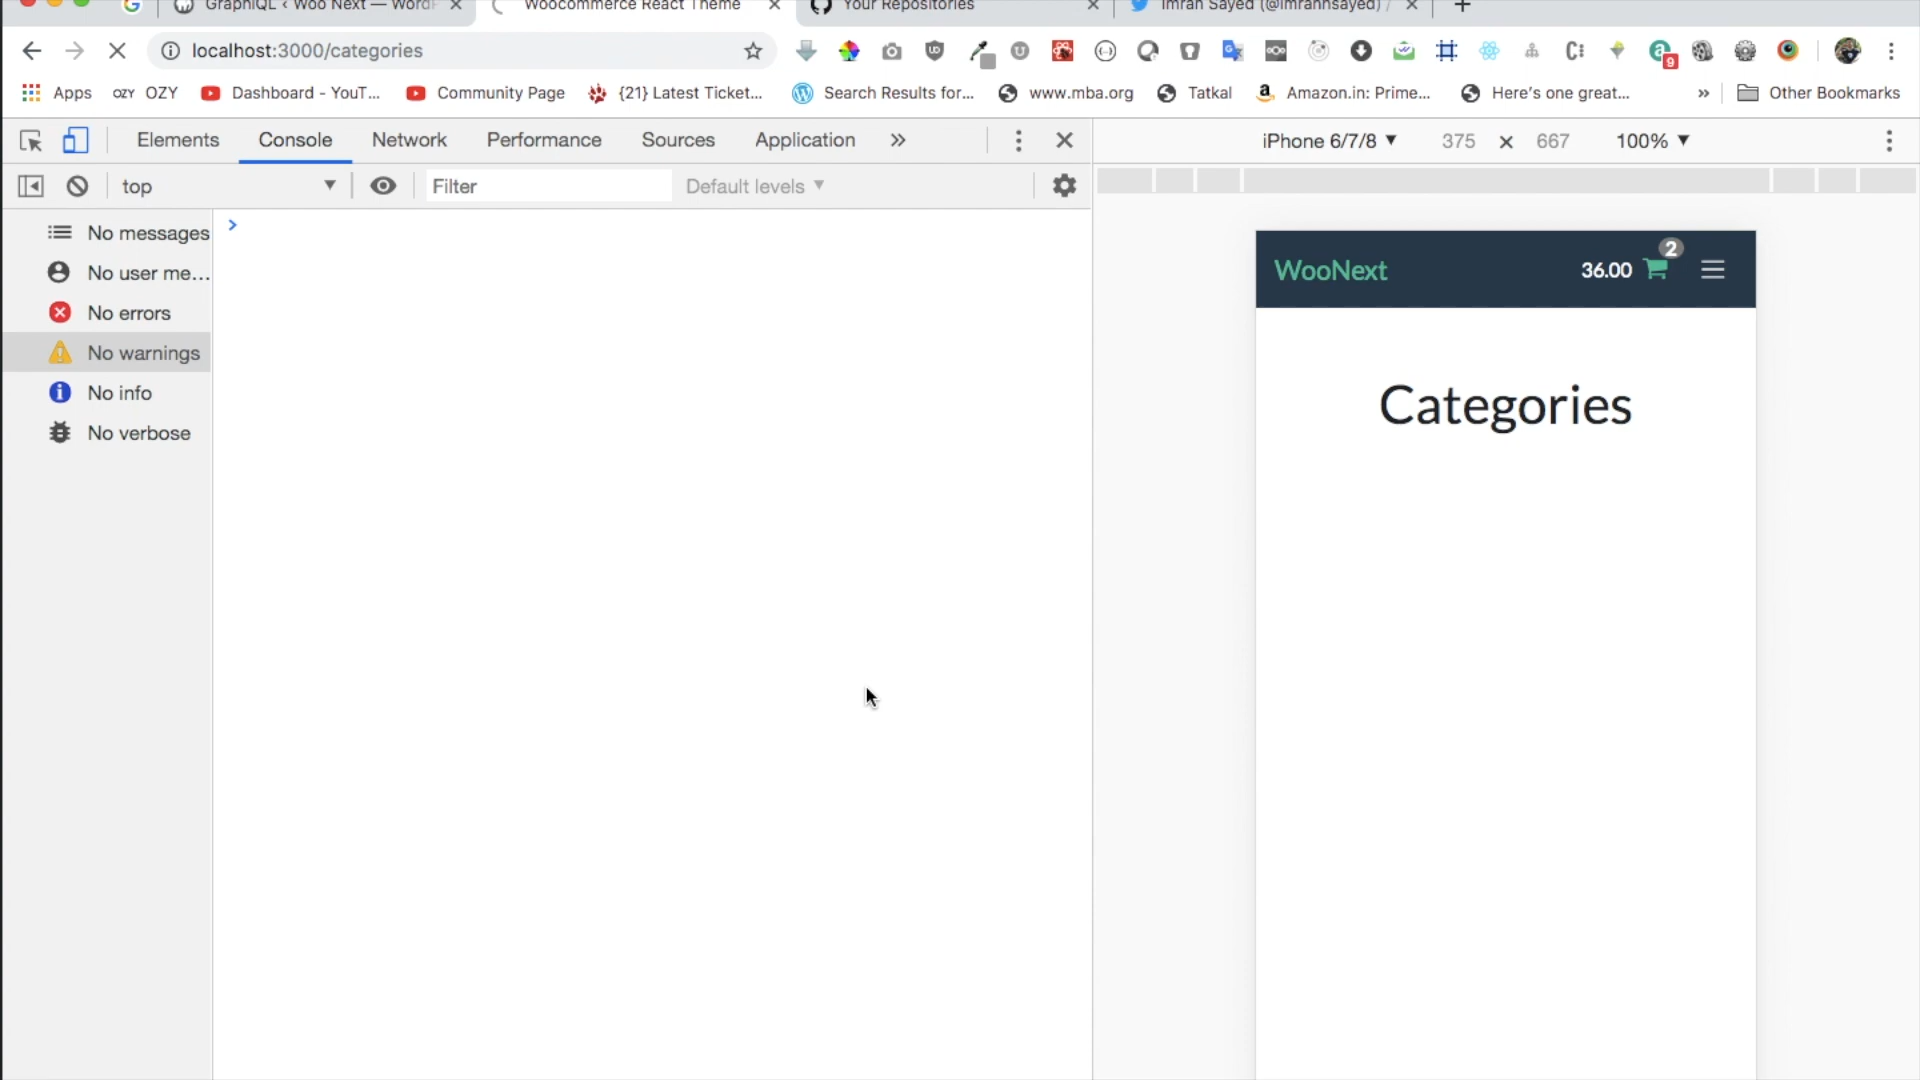 GraphiQL ‹ Woo Next — WordP
Woocommerce React Theme
Your Repositories
Imran Sayed (@imranhsayed) /
localhost:3000/categories
9
Apps
OZY OZY
Dashboard - YouT...
Community Page
{21} Latest Ticket...
Search Results for...
www.mba.org
Tatkal
Amazon.in: Prime...
Here's one great...
»
Other Bookmarks
Elements
Console
Network
Performance
Sources
Application
»
iPhone 6/7/8 ▼
375 × 667
100% ▼
top
Filter
Default levels ▼
No messages
No user me...
No errors
No warnings
No info
No verbose
WooNext
36.00
2
Categories